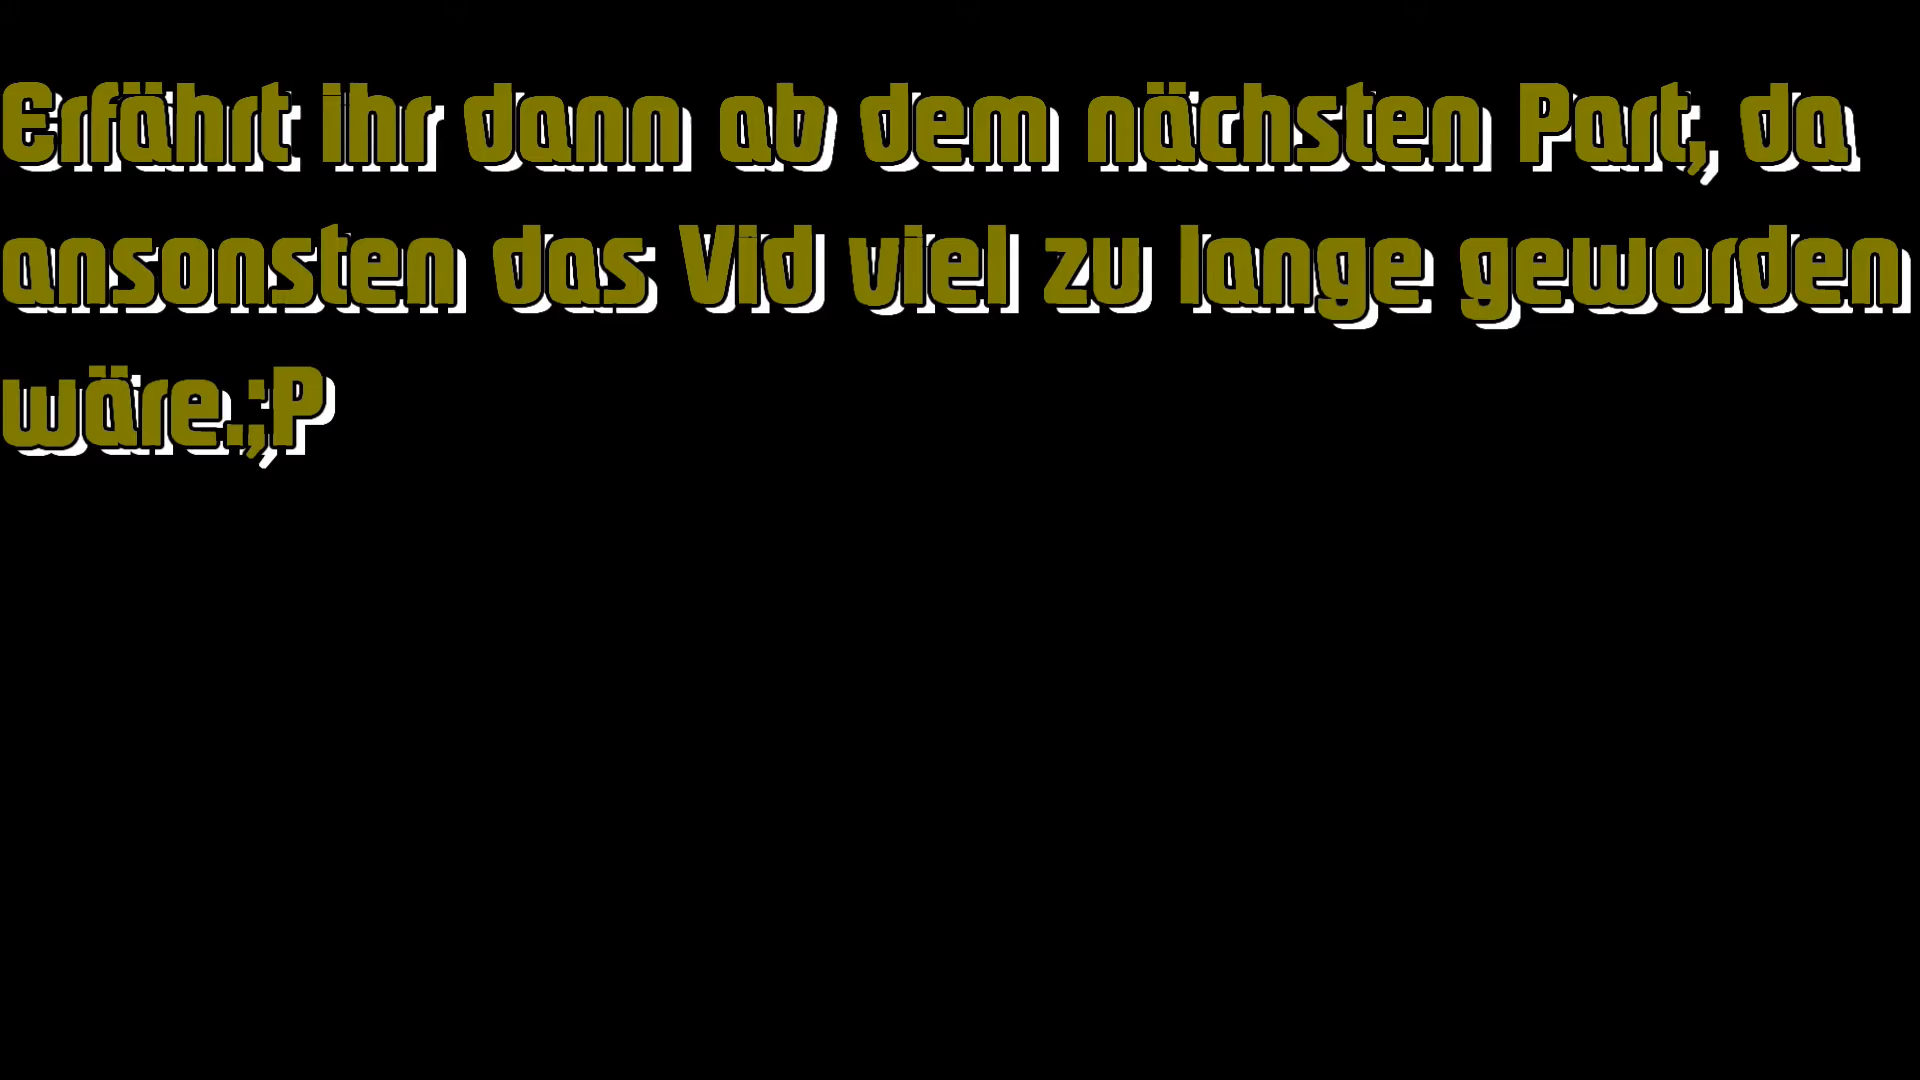 Erfährt ihr dann ab dem nächsten Part, da
ansonsten das Vid viel zu lange geworden
wäre.;P